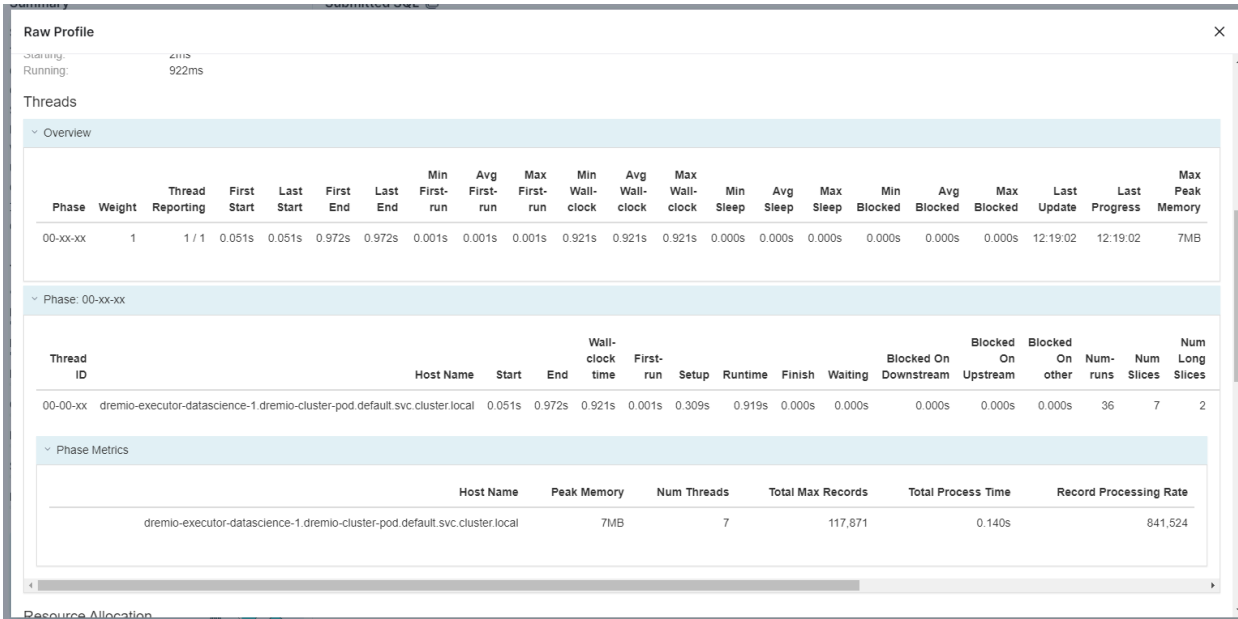 Summary Submitted SQL
Raw Profile
Starting: 2ms
Running: 922ms
Threads
Overview
Phase Weight Thread Reporting First Start Last Start First End Last End Min First-run Avg First-run Max First-run Min Wall-clock Avg Wall-clock Max Wall-clock Min Sleep Avg Sleep Max Sleep Min Blocked Avg Blocked Max Blocked Last Update Last Progress Max Peak Memory
00-xx-xx 1 1 / 1 0.051s 0.051s 0.972s 0.972s 0.001s 0.001s 0.001s 0.921s 0.921s 0.921s 0.000s 0.000s 0.000s 0.000s 0.000s 0.000s 12:19:02 12:19:02 7MB
Phase: 00-xx-xx
Thread ID Host Name Start End Wall-clock time First-run Setup Runtime Finish Waiting Blocked On Downstream Blocked On Upstream Blocked On other Num-runs Num Slices Num Long Slices
00-00-xx dremio-executor-datascience-1.dremio-cluster-pod.default.svc.cluster.local 0.051s 0.972s 0.921s 0.001s 0.309s 0.919s 0.000s 0.000s 0.000s 0.000s 0.000s 36 7 2
Phase Metrics
Host Name Peak Memory Num Threads Total Max Records Total Process Time Record Processing Rate
dremio-executor-datascience-1.dremio-cluster-pod.default.svc.cluster.local 7MB 7 117,871 0.140s 841,524
Resource Allocation